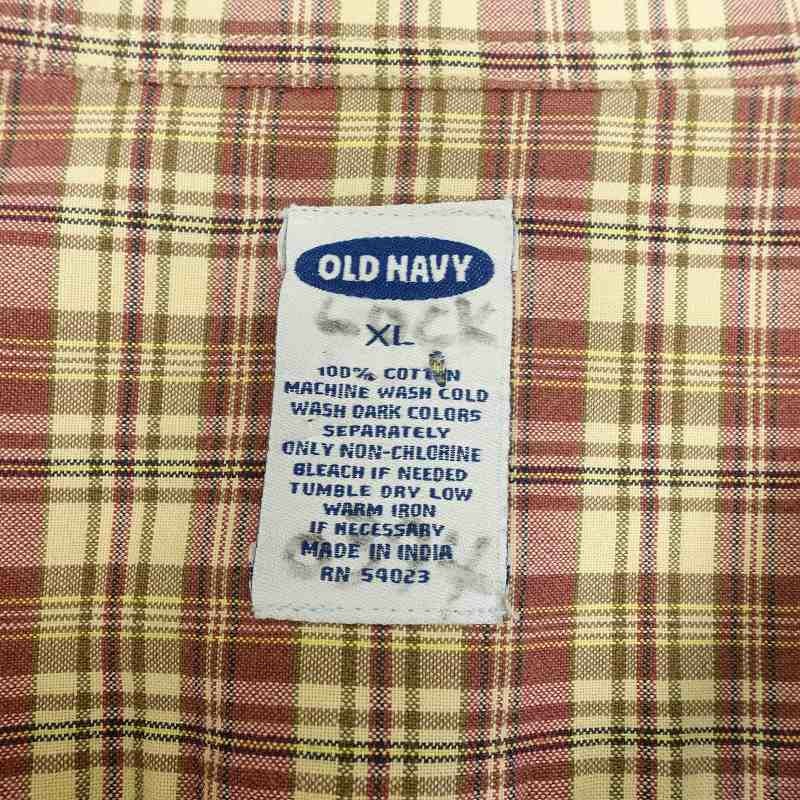 OLD NAVY
LOCK
XL
100% COTTON
MACHINE WASH COLD
WASH DARK COLORS
SEPARATELY
ONLY NON-CHLORINE
BLEACH IF NEEDED
TUMBLE DRY LOW
WARM IRON
IF NECESSARY
MADE IN INDIA
RN 54023